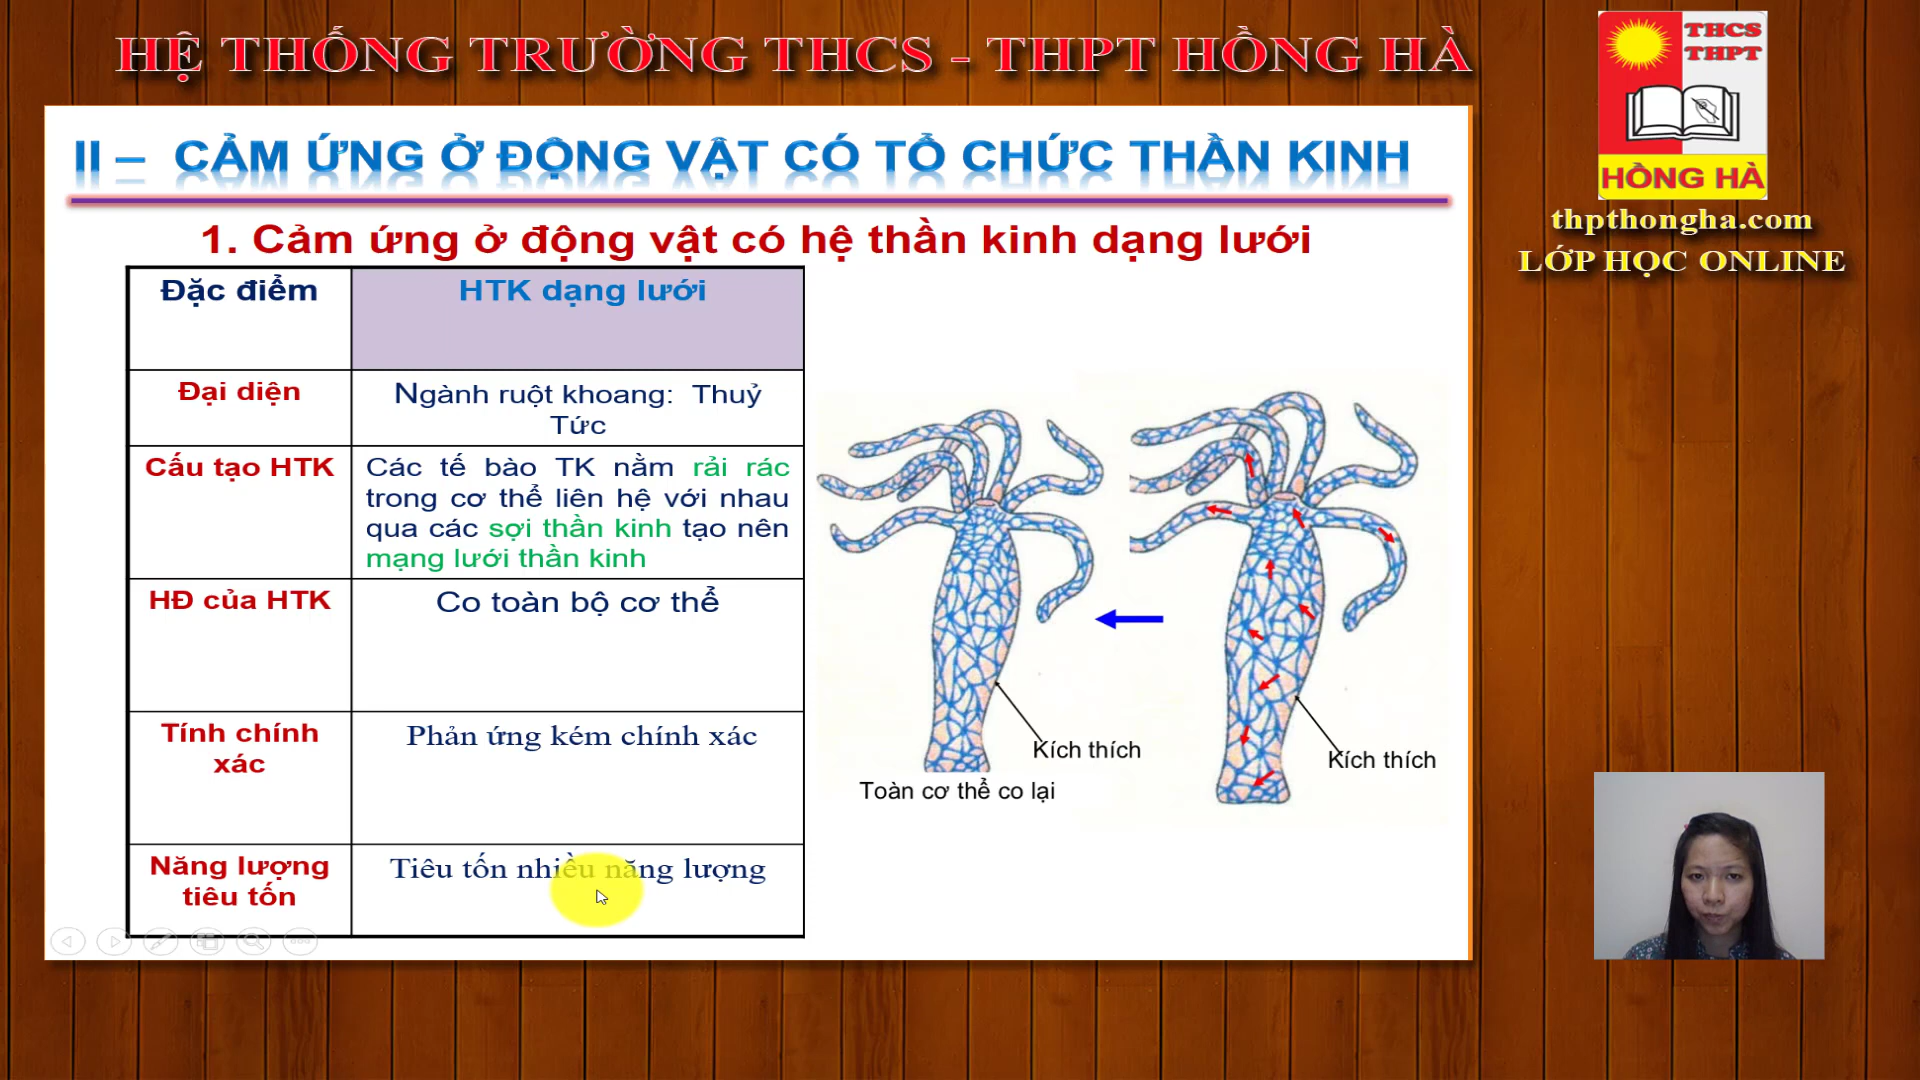 HỆ THỐNG TRƯỜNG THCS - THPT HỒNG HÀ
THCS
THPT
HỒNG HÀ
thpthongha.com
LỚP HỌC ONLINE
II – CẢM ỨNG Ở ĐỘNG VẬT CÓ TỔ CHỨC THẦN KINH
1. Cảm ứng ở động vật có hệ thần kinh dạng lưới
Đặc điểm
HTK dạng lưới
Đại diện
Ngành ruột khoang: Thuỷ
Tức
Cấu tạo HTK
Các tế bào TK nằm rải rác
trong cơ thể liên hệ với nhau
qua các sợi thần kinh tạo nên
mạng lưới thần kinh
HĐ của HTK
Co toàn bộ cơ thể
Tính chính
xác
Phản ứng kém chính xác
Năng lượng
tiêu tốn
Tiêu tốn nhiều năng lượng
Kích thích
Toàn cơ thể co lại
Kích thích